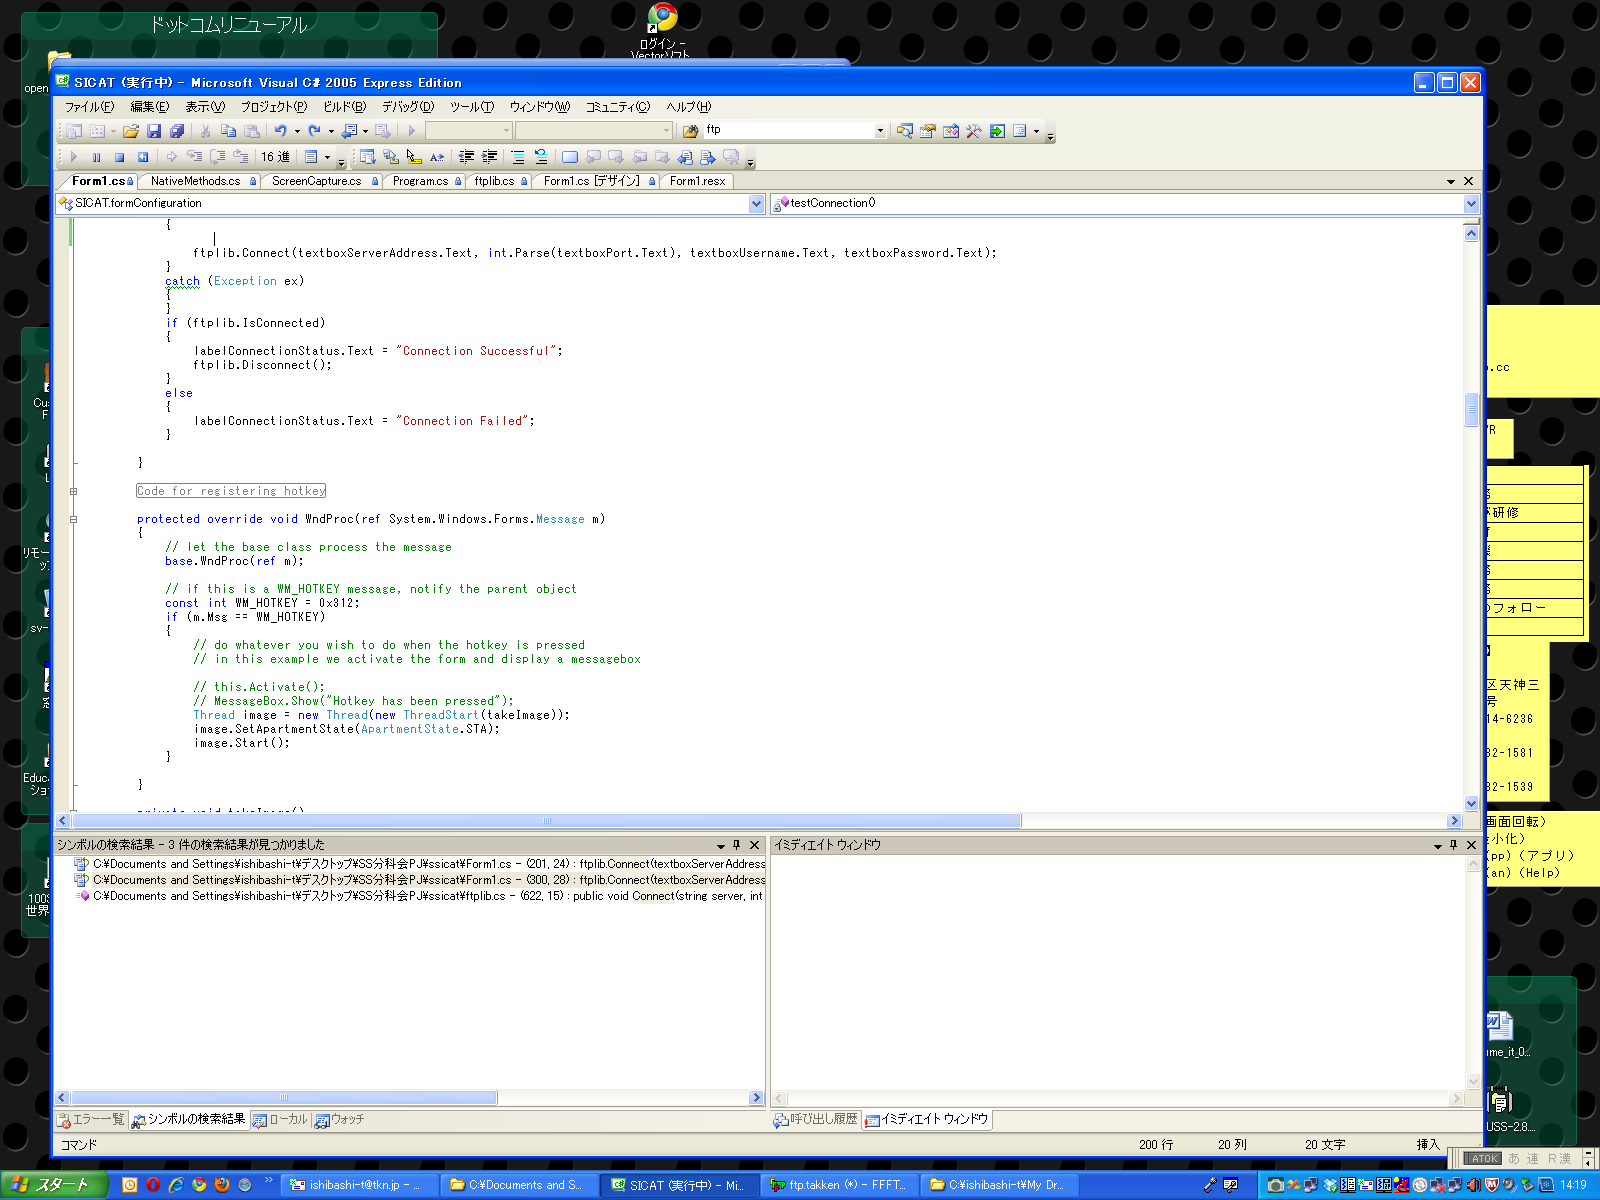 ドットコムリニューアル
ログイン -
Vectorソフト
open
SICAT (実行中) - Microsoft Visual C# 2005 Express Edition
ファイル(F) 編集(E) 表示(V) プロジェクト(P) ビルド(B) デバッグ(D) ツール(T) ウィンドウ(W) コミュニティ(C) ヘルプ(H)
ftp
16 進
Form1.cs NativeMethods.cs ScreenCapture.cs Program.cs ftplib.cs Form1.cs [デザイン] Form1.resx
SICAT.formConfiguration testConnection()
{
ftplib.Connect(textboxServerAddress.Text, int.Parse(textboxPort.Text), textboxUsername.Text, textboxPassword.Text);
}
catch (Exception ex)
{
}
if (ftplib.IsConnected)
{
labelConnectionStatus.Text = "Connection Successful";
ftplib.Disconnect();
}
else
{
labelConnectionStatus.Text = "Connection Failed";
}
}
Code for registering hotkey
protected override void WndProc(ref System.Windows.Forms.Message m)
{
// let the base class process the message
base.WndProc(ref m);
// if this is a WM_HOTKEY message, notify the parent object
const int WM_HOTKEY = 0x312;
if (m.Msg == WM_HOTKEY)
{
// do whatever you wish to do when the hotkey is pressed
// in this example we activate the form and display a messagebox
// this.Activate();
// MessageBox.Show("Hotkey has been pressed");
Thread image = new Thread(new ThreadStart(takeImage));
image.SetApartmentState(ApartmentState.STA);
image.Start();
}
}
private void takeImage()
シンボルの検索結果 - 3 件の検索結果が見つかりました
C:¥Documents and Settings¥ishibashi-t¥デスクトップ¥SS分科会PJ¥ssicat¥Form1.cs - (201, 24) : ftplib.Connect(textboxServerAddress
C:¥Documents and Settings¥ishibashi-t¥デスクトップ¥SS分科会PJ¥ssicat¥Form1.cs - (300, 28) : ftplib.Connect(textboxServerAddress
C:¥Documents and Settings¥ishibashi-t¥デスクトップ¥SS分科会PJ¥ssicat¥ftplib.cs - (622, 15) : public void Connect(string server, int
イミディエイト ウィンドウ
エラー一覧 シンボルの検索結果 ローカル ウォッチ
呼び出し履歴 イミディエイト ウィンドウ
コマンド 200 行 20 列 20 文字 挿入
.cc
研修
フォロー
区天神三
号
14-6236
32-1581
32-1539
画面回転)
小化)
(pp) (アプリ)
(an) (Help)
ume_it_0...
USS-2.8...
リモー
sv-
Educ
ショ
世界
ATOK あ 連 R漢
スタート ishibashi-t@tkn.jp - ... C:¥Documents and S... SICAT (実行中) - Mi... ftp.takken (*) - FFFT... C:¥ishibashi-t¥My Dr... 14:19